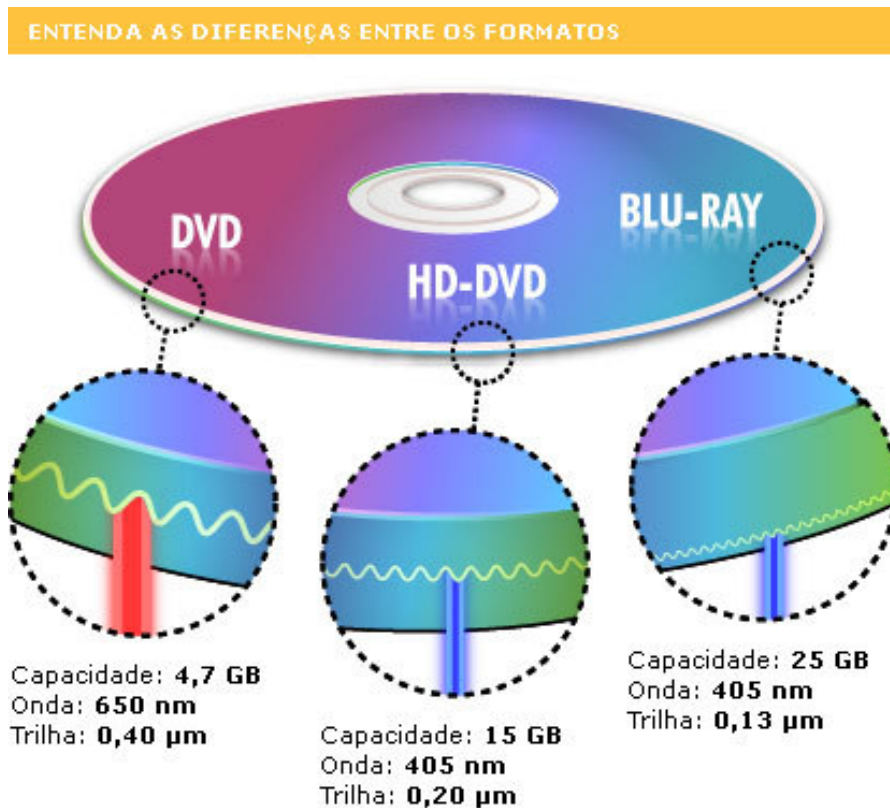 ENTENDA AS DIFERENÇAS ENTRE OS FORMATOS
DVD
HD-DVD
BLU-RAY
Capacidade: 4,7 GB
Onda: 650 nm
Trilha: 0,40 µm
Capacidade: 15 GB
Onda: 405 nm
Trilha: 0,20 µm
Capacidade: 25 GB
Onda: 405 nm
Trilha: 0,13 µm